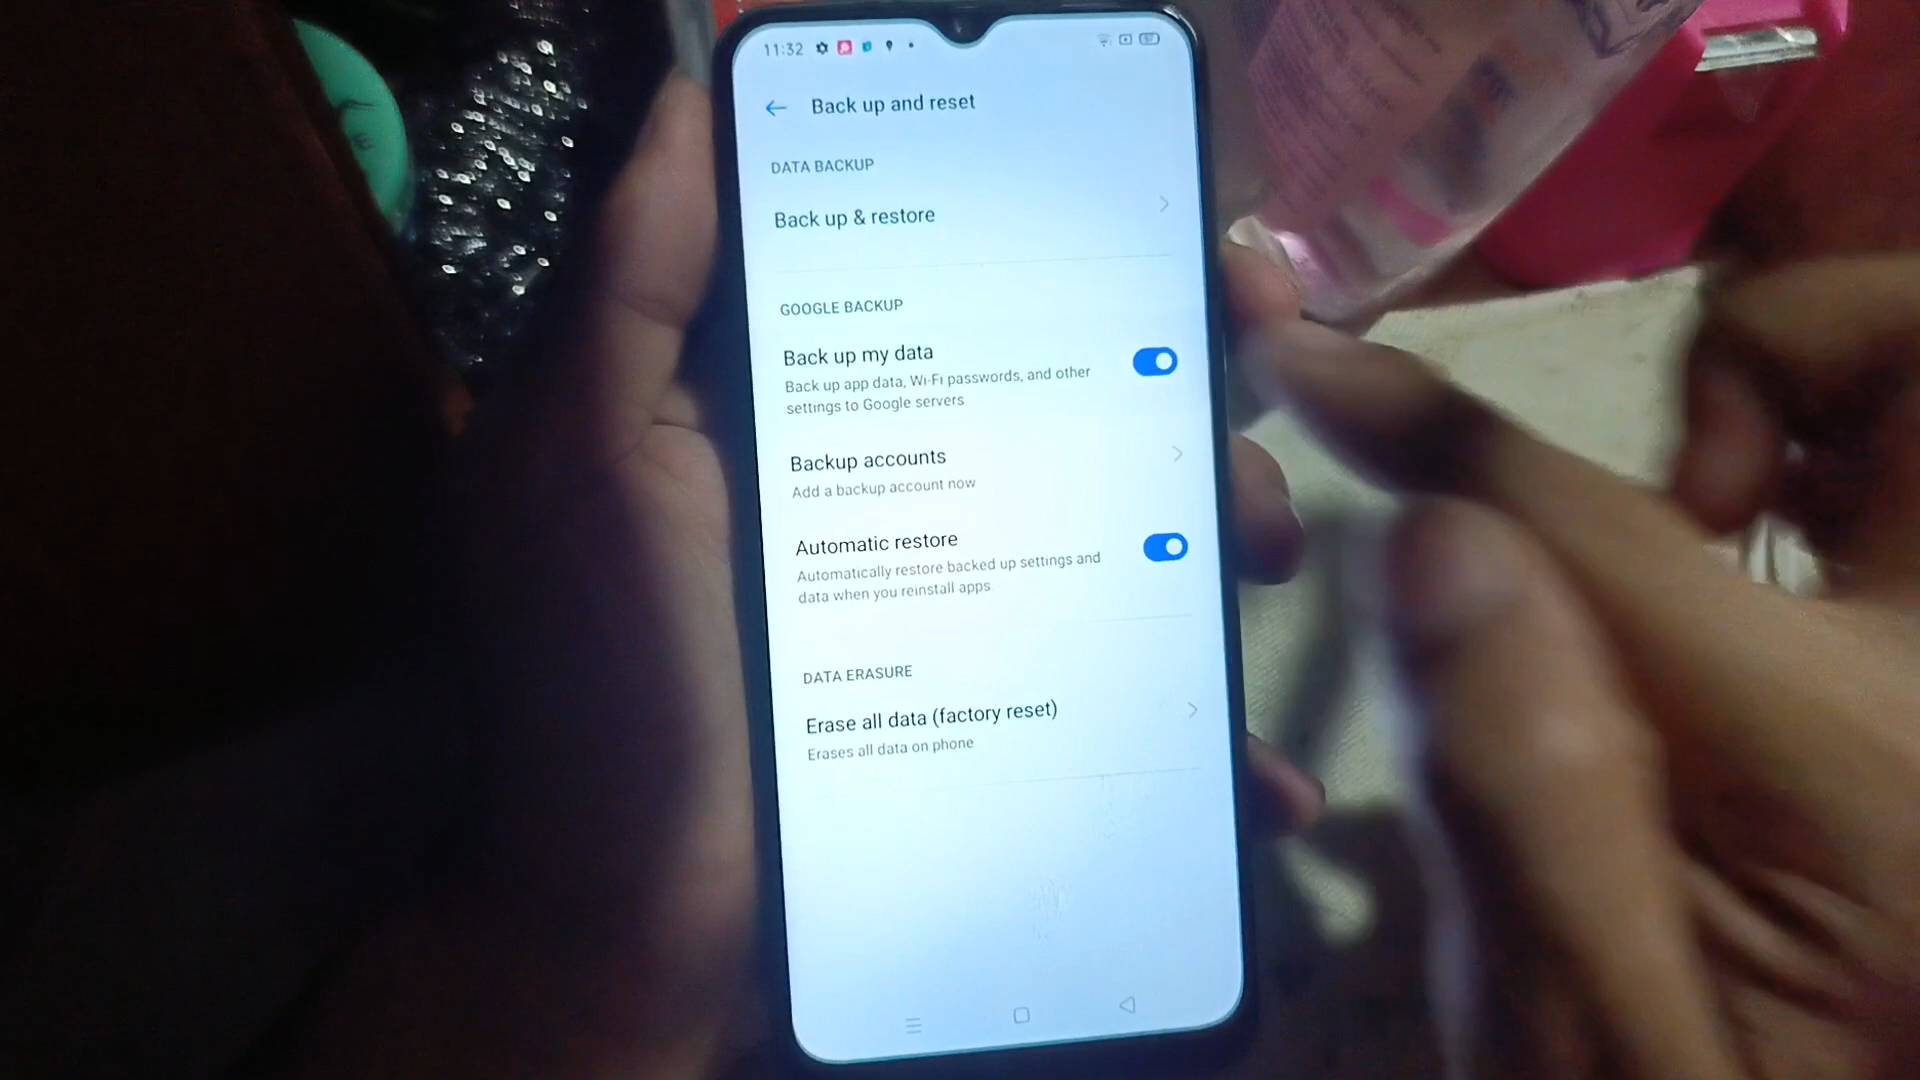 11:32
Back up and reset
DATA BACKUP
Back up & restore
GOOGLE BACKUP
Back up my data
Back up app data, Wi-Fi passwords, and other
settings to Google servers
Backup accounts
Add a backup account now
Automatic restore
Automatically restore backed up settings and
data when you reinstall apps
DATA ERASURE
Erase all data (factory reset)
Erases all data on phone